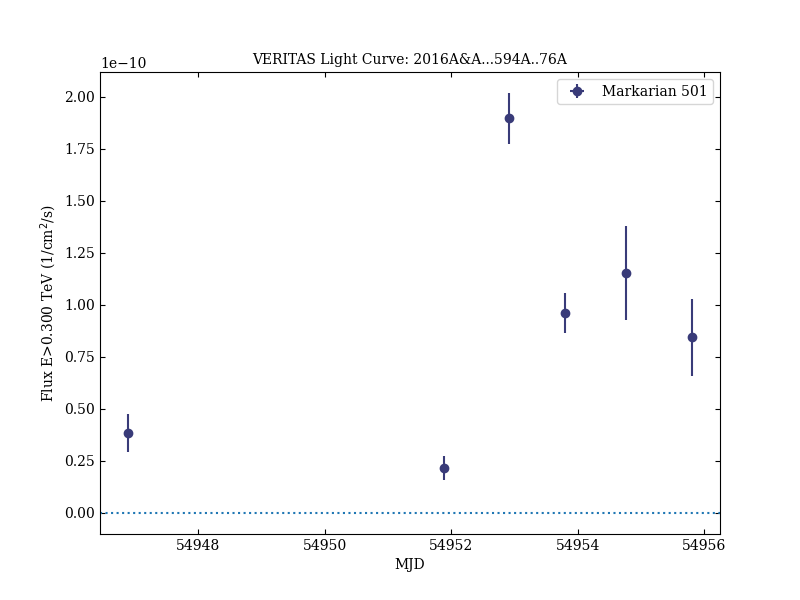 VERITAS Light Curve: 2016A&A...594A..76A
1e−10
Markarian 501
2.00
1.75
1.50
1.25
1.00
0.75
0.50
0.25
0.00
Flux E>0.300 TeV (1/cm²/s)
54948 54950 54952 54954 54956
MJD